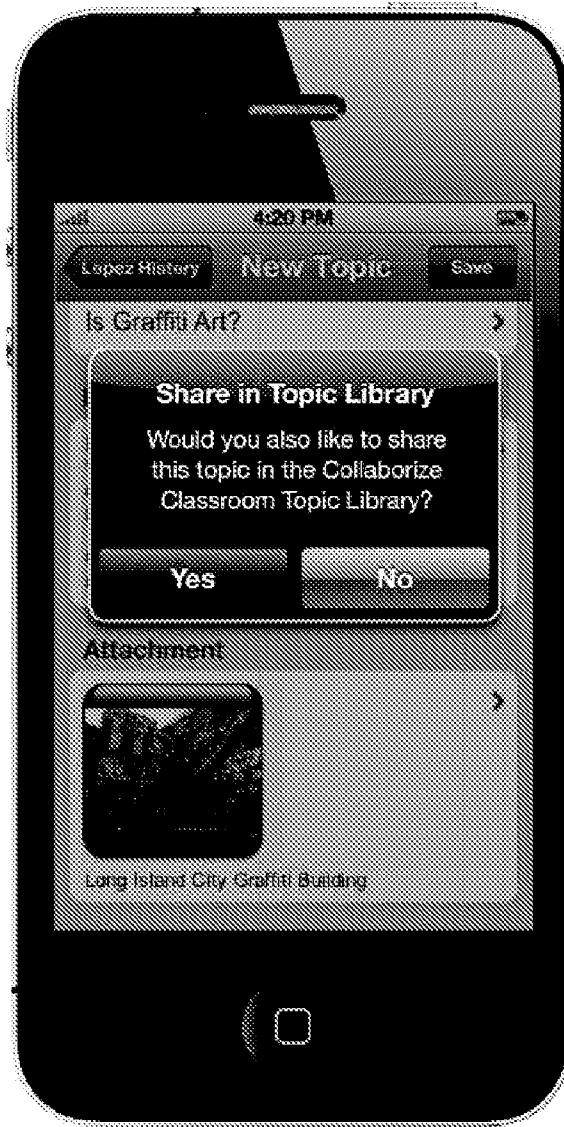 4:20 PM
Lopez History
New Topic
Save
Is Graffiti Art?
Share in Topic Library
Would you also like to share
this topic in the Collaborize
Classroom Topic Library?
Yes
No
Attachment
Long Island City Graffiti Building